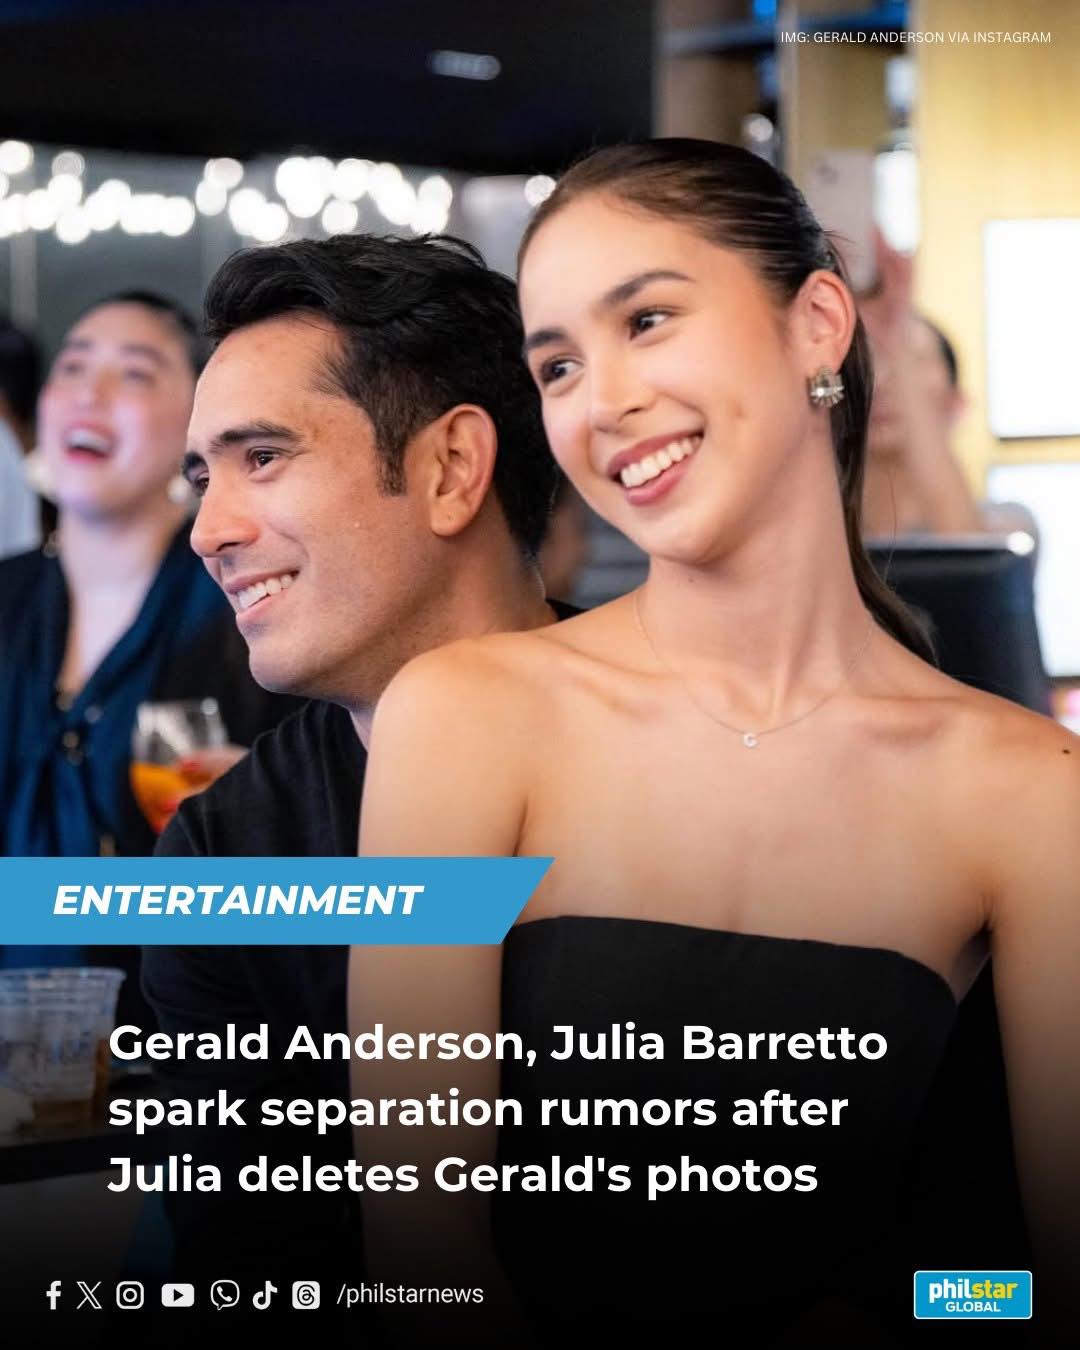 IMG: GERALD ANDERSON VIA INSTAGRAM
ENTERTAINMENT
Gerald Anderson, Julia Barretto
spark separation rumors after
Julia deletes Gerald's photos
/philstarnews
philstar
GLOBAL